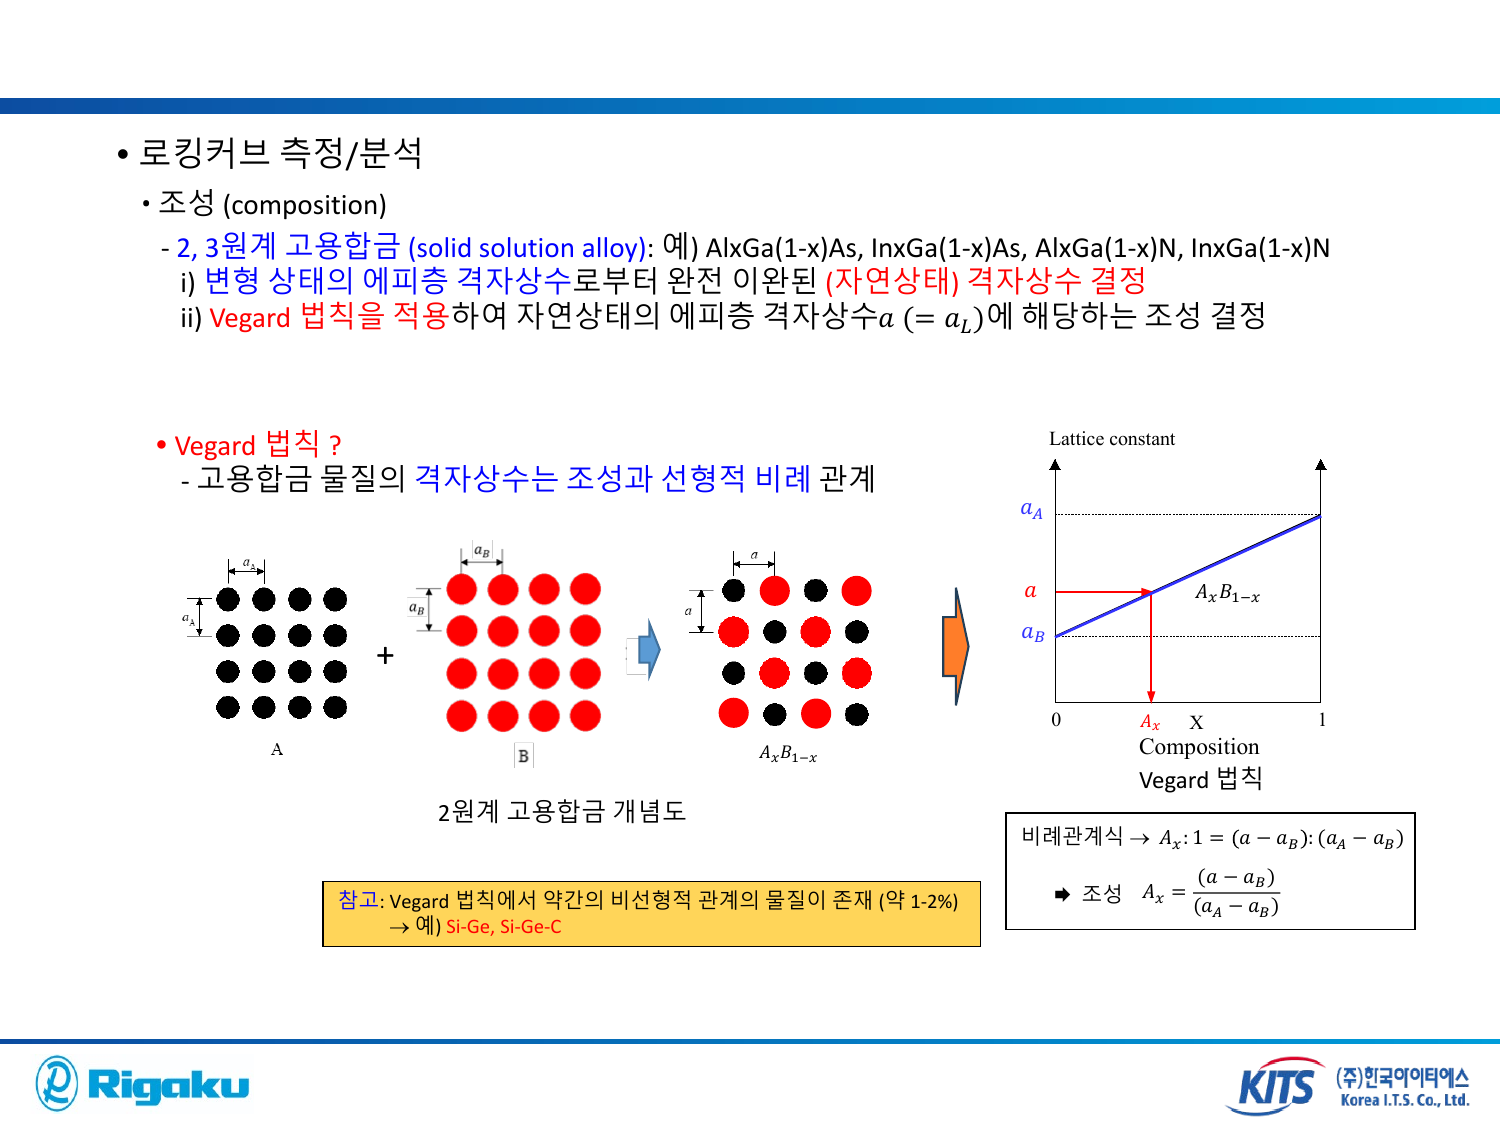 • 로킹커브 측정/분석
• 조성 (composition)
- 2, 3원계 고용합금 (solid solution alloy): 예) AlxGa(1-x)As, InxGa(1-x)As, AlxGa(1-x)N, InxGa(1-x)N
i) 변형 상태의 에피층 격자상수로부터 완전 이완된 (자연상태) 격자상수 결정
ii) Vegard 법칙을 적용하여 자연상태의 에피층 격자상수a (= a_L)에 해당하는 조성 결정
• Vegard 법칙 ?
- 고용합금 물질의 격자상수는 조성과 선형적 비례 관계
a_A
a_A
A
+
a_B
a_B
B
a
a
A_xB_{1−x}
2원계 고용합금 개념도
Lattice constant
a_A
a
a_B
A_xB_{1−x}
0 A_x X 1
Composition
Vegard 법칙
비례관계식 → A_x: 1 = (a − a_B): (a_A − a_B)
➡ 조성 A_x = (a − a_B) / (a_A − a_B)
참고: Vegard 법칙에서 약간의 비선형적 관계의 물질이 존재 (약 1-2%)
→ 예) Si-Ge, Si-Ge-C
Rigaku
KITS (주)한국아이티에스
Korea I.T.S. Co., Ltd.